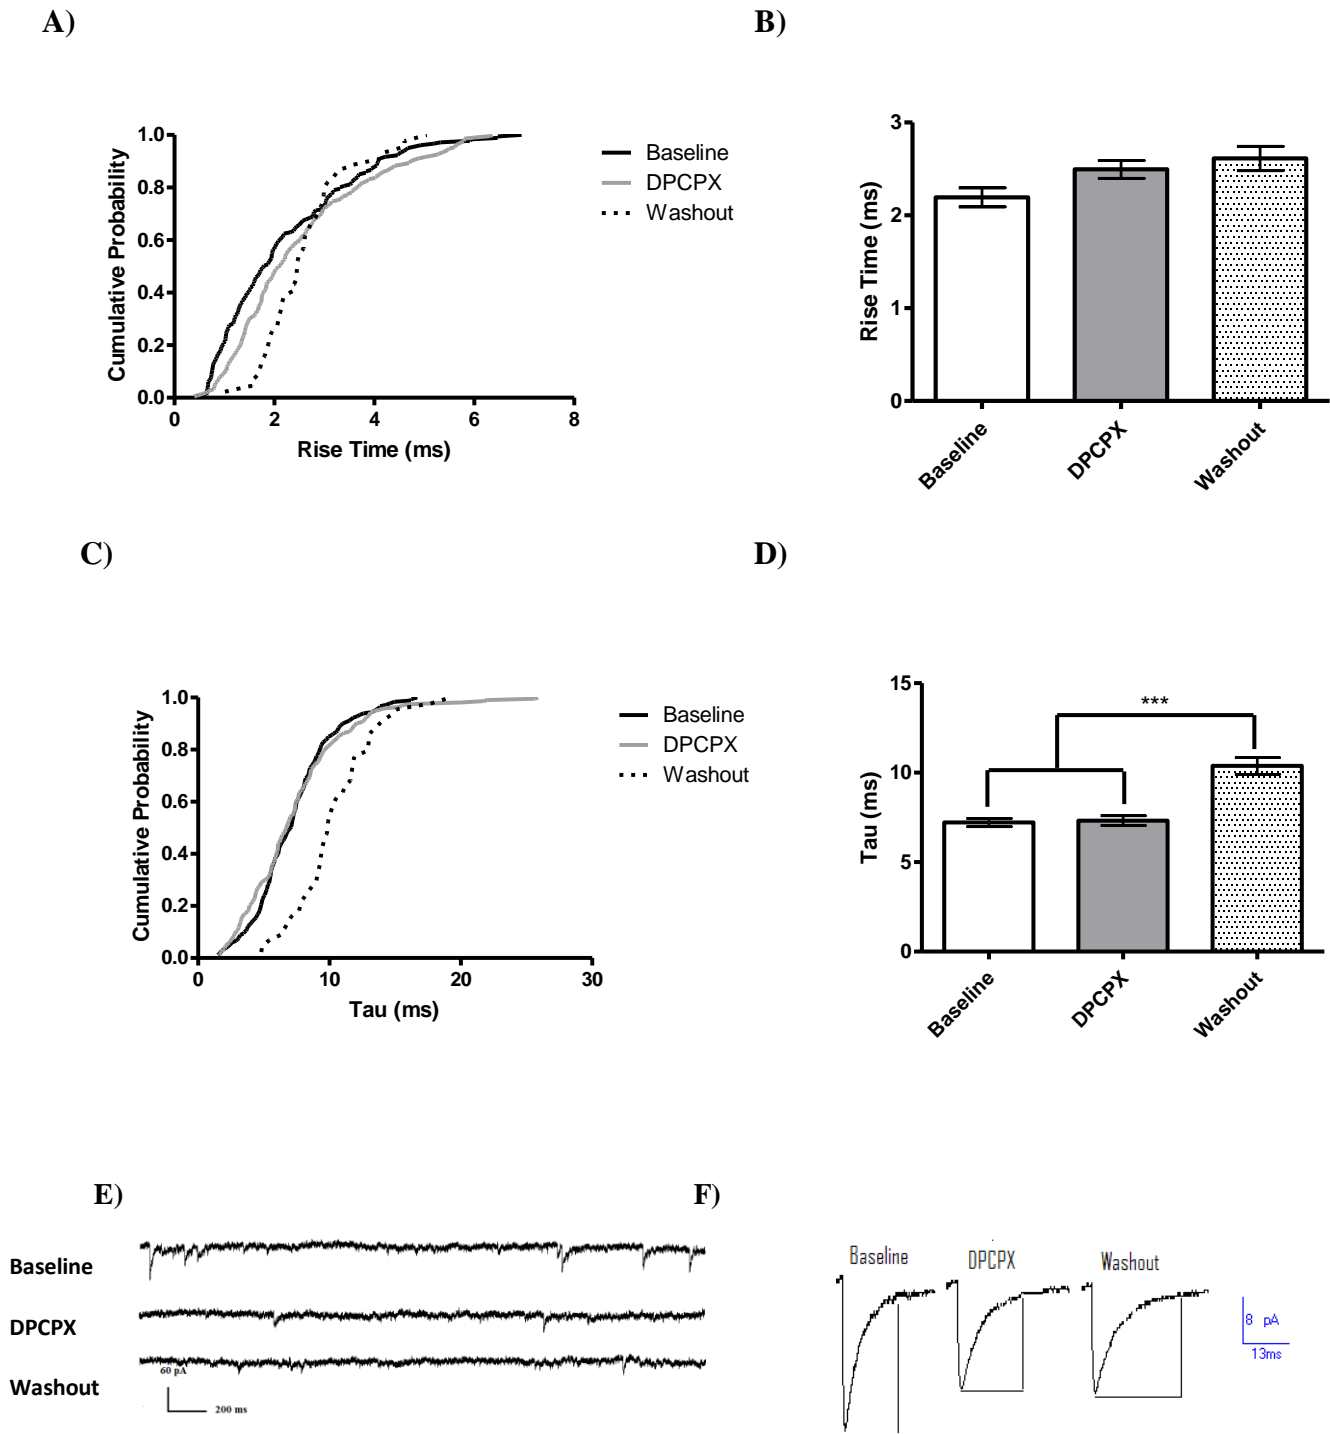 A)
B)
1.0
0.8
0.6
0.4
0.2
0.0
Cumulative Probability
0 2 4 6 8
Rise Time (ms)
Baseline
DPCPX
Washout
3
2
1
0
Rise Time (ms)
Baseline
DPCPX
Washout
C)
D)
1.0
0.8
0.6
0.4
0.2
0.0
Cumulative Probability
0 10 20 30
Tau (ms)
Baseline
DPCPX
Washout
15
10
5
0
Tau (ms)
***
Baseline
DPCPX
Washout
E)
F)
Baseline
DPCPX
Washout
60 pA
200 ms
Baseline
DPCPX
Washout
8 pA
13ms